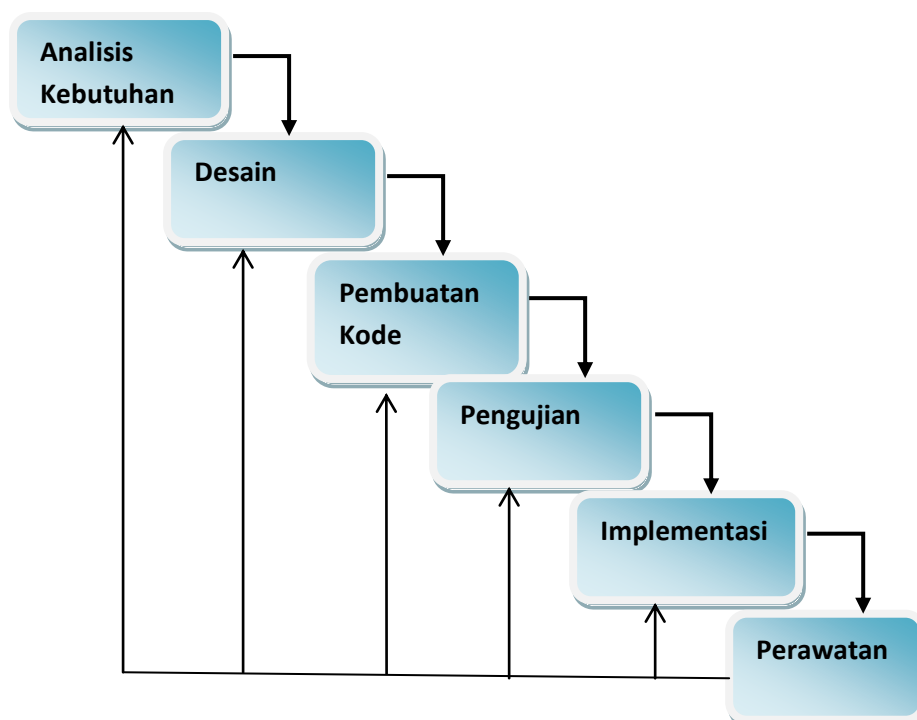 Analisis
Kebutuhan
Desain
Pembuatan
Kode
Pengujian
Implementasi
Perawatan